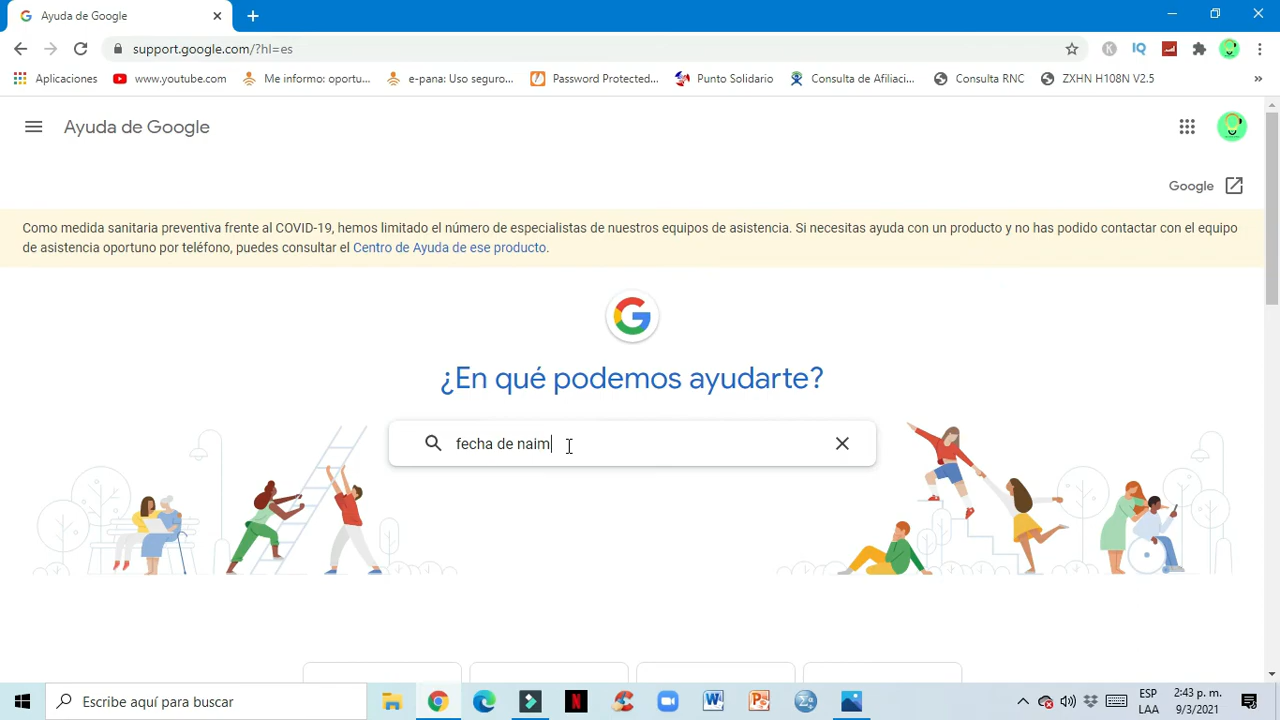 Ayuda de Google
support.google.com/?hl=es
Aplicaciones
www.youtube.com
Me informo: oportu...
e-pana: Uso seguro...
Password Protected...
Punto Solidario
Consulta de Afiliaci...
Consulta RNC
ZXHN H108N V2.5
»
Ayuda de Google
Google
Como medida sanitaria preventiva frente al COVID-19, hemos limitado el número de especialistas de nuestros equipos de asistencia. Si necesitas ayuda con un producto y no has podido contactar con el equipo
de asistencia oportuno por teléfono, puedes consultar el Centro de Ayuda de ese producto.
¿En qué podemos ayudarte?
fecha de naim
Escribe aquí para buscar
ESP
LAA
2:43 p. m.
9/3/2021